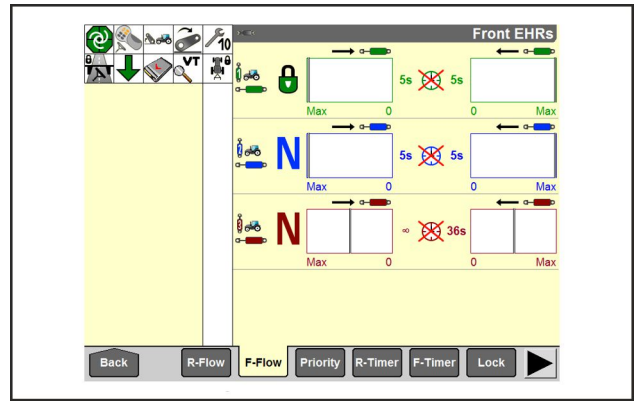 Front EHRs
10
VT
5s 5s
Max 0 0 Max
N 5s 5s
Max 0 0 Max
N ∞ 36s
Max 0 0 Max
Back R-Flow F-Flow Priority R-Timer F-Timer Lock